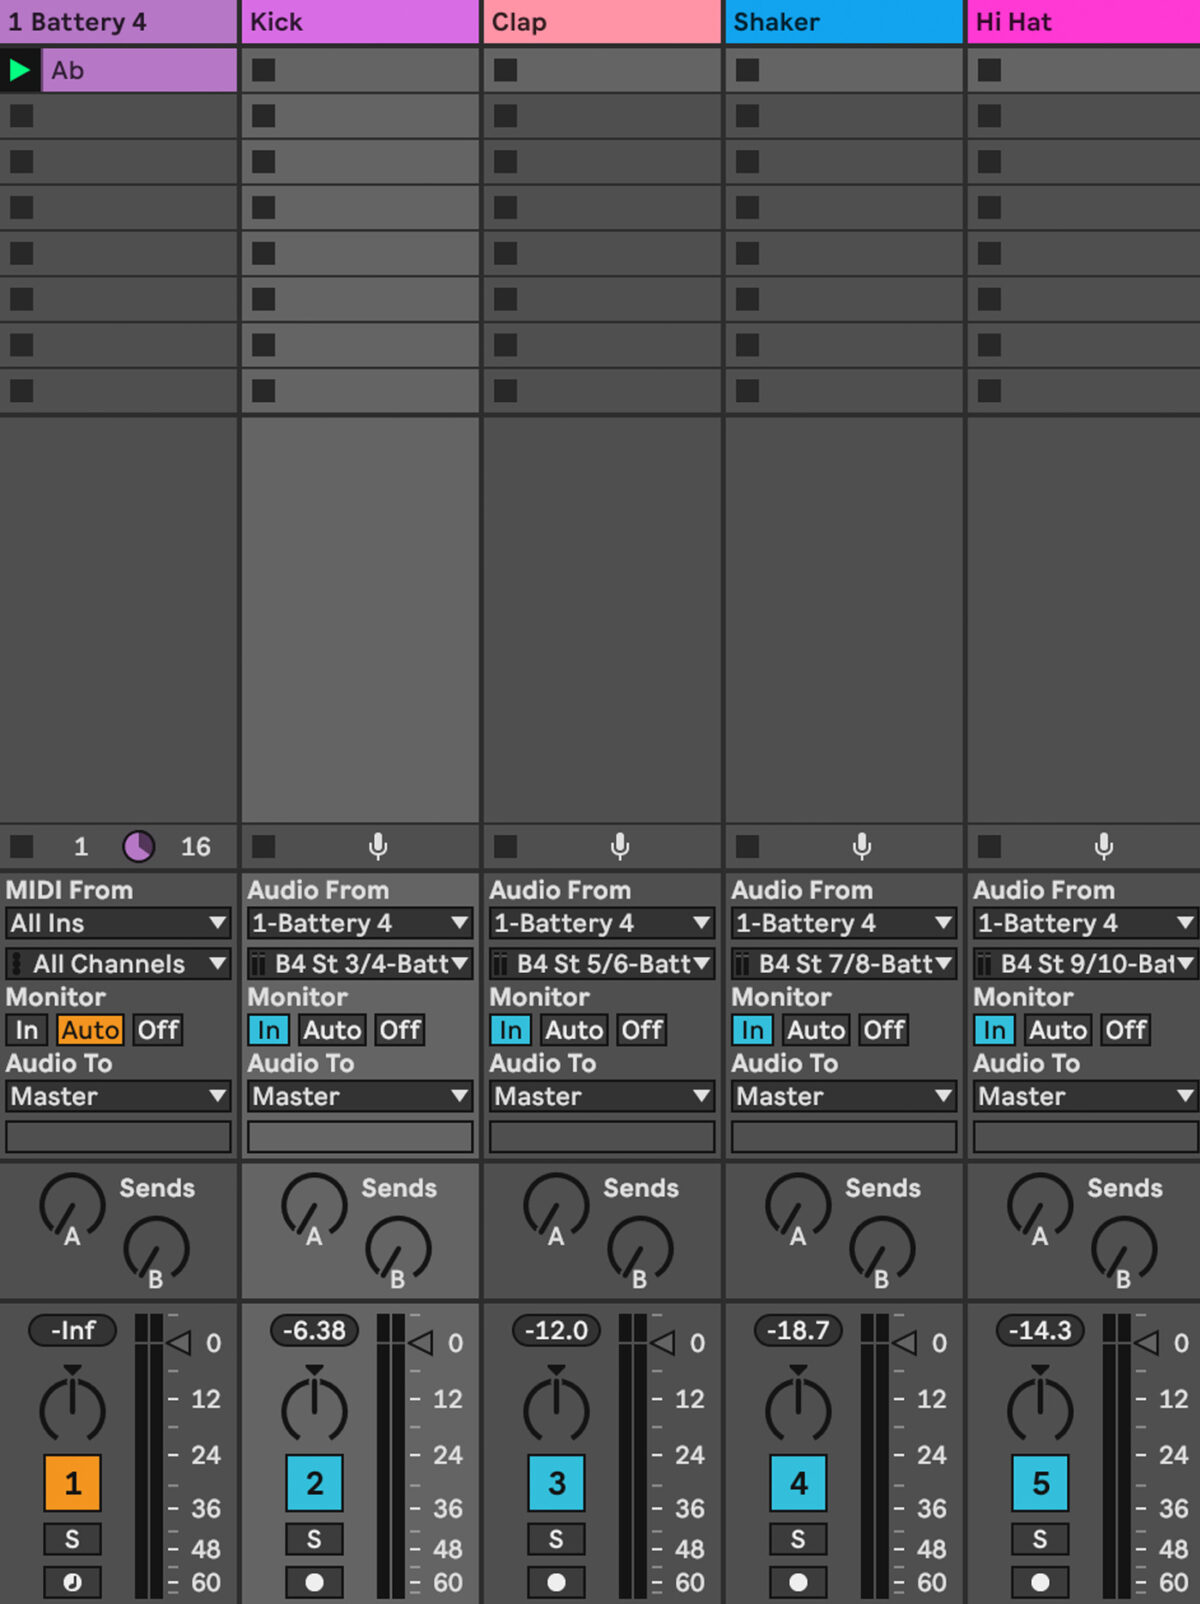 1 Battery 4
Kick
Clap
Shaker
Hi Hat
Ab
1 16
MIDI From
Audio From
Audio From
Audio From
Audio From
All Ins
1-Battery 4
1-Battery 4
1-Battery 4
1-Battery 4
All Channels
B4 St 3/4-Batt
B4 St 5/6-Batt
B4 St 7/8-Batt
B4 St 9/10-Bat
Monitor
Monitor
Monitor
Monitor
Monitor
In Auto Off
In Auto Off
In Auto Off
In Auto Off
In Auto Off
Audio To
Audio To
Audio To
Audio To
Audio To
Master
Master
Master
Master
Master
Sends
A
B
Sends
A
B
Sends
A
B
Sends
A
B
Sends
A
B
-Inf
0
12
24
1
36
S
48
60
-6.38
0
12
24
2
36
S
48
60
-12.0
0
12
24
3
36
S
48
60
-18.7
0
12
24
4
36
S
48
60
-14.3
0
12
24
5
36
S
48
60